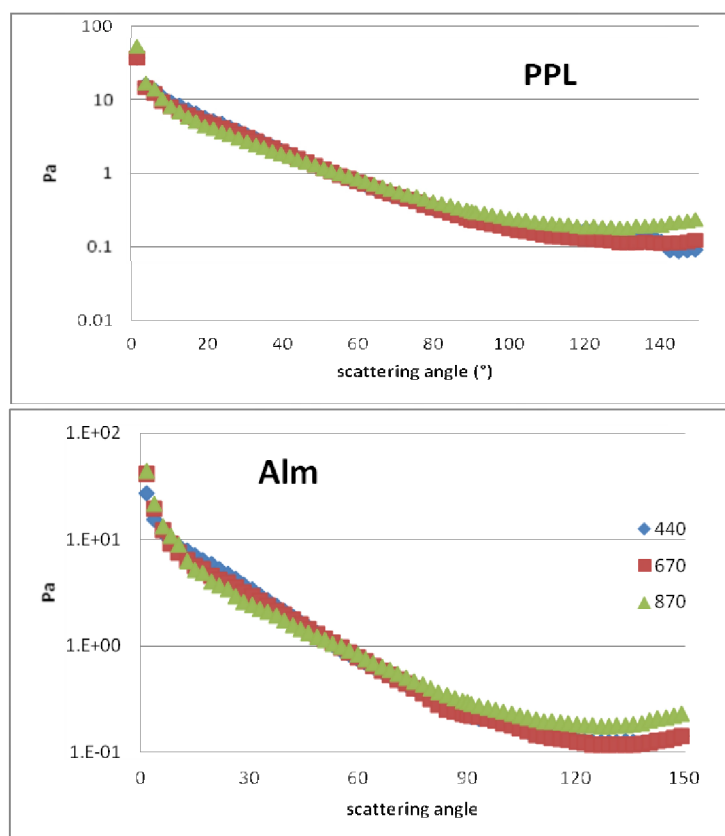 100
PPL
10
Pa
1
0.1
0.01
0 20 40 60 80 100 120 140
scattering angle (°)
1.E+02
Alm
440
1.E+01
670
Pa
870
1.E+00
1.E-01
0 30 60 90 120 150
scattering angle